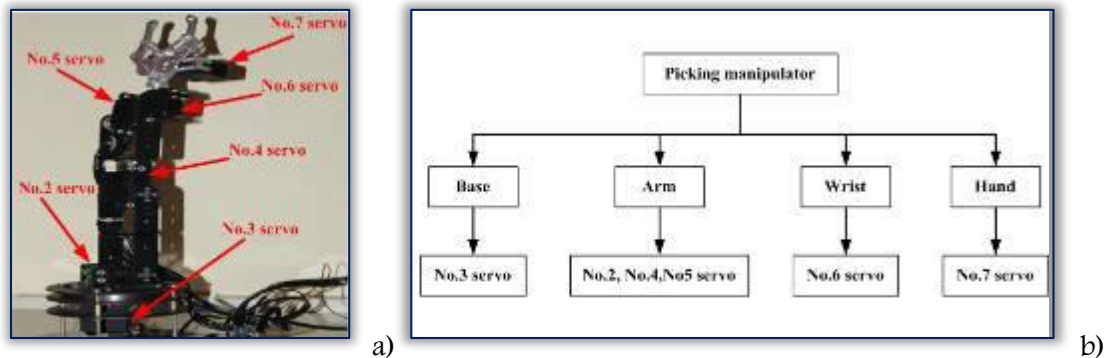 No.7 servo
No.5 servo
No.6 servo
No.4 servo
No.2 servo
No.3 servo
a)
Picking manipulator
Base Arm Wrist Hand
No.3 servo No.2, No.4,No5 servo No.6 servo No.7 servo
b)